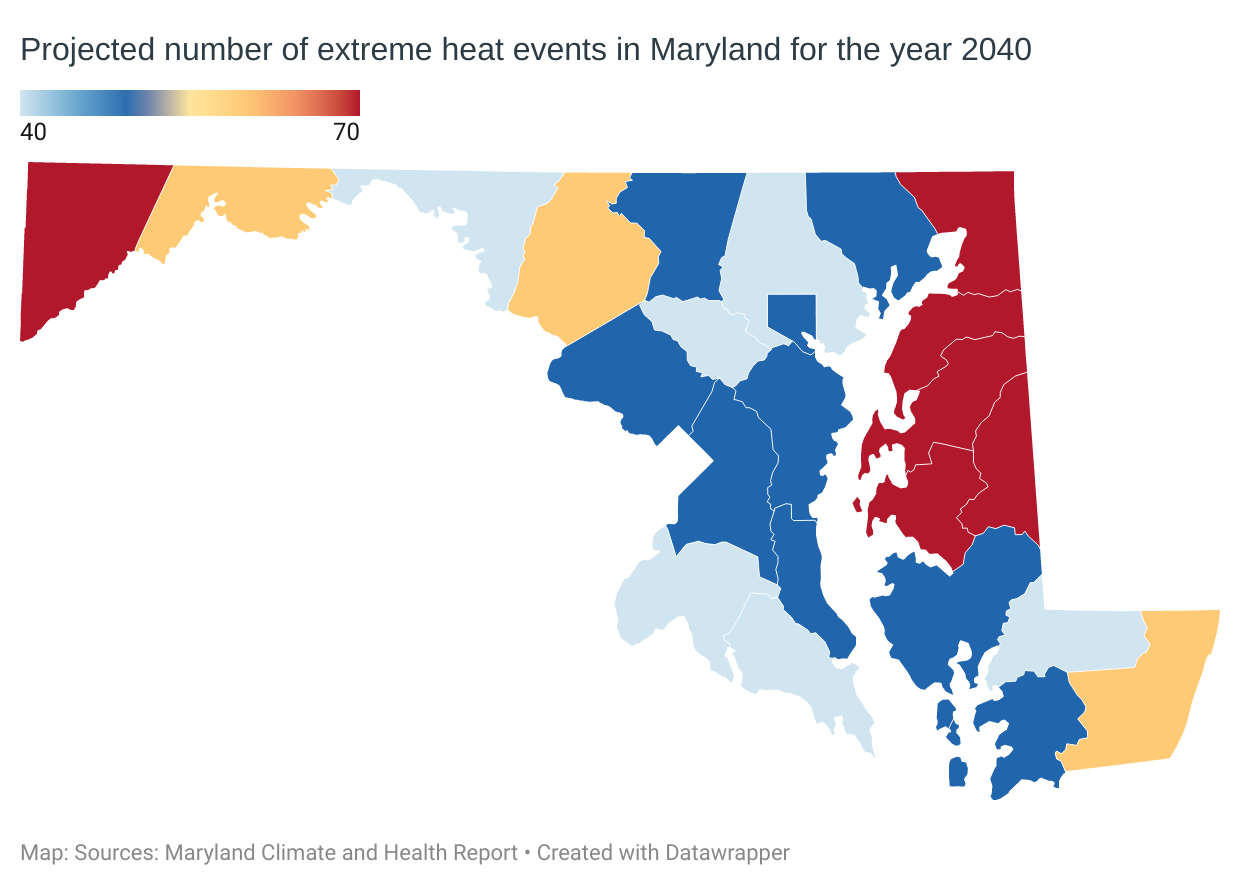 Projected number of extreme heat events in Maryland for the year 2040
40 70
Map: Sources: Maryland Climate and Health Report • Created with Datawrapper